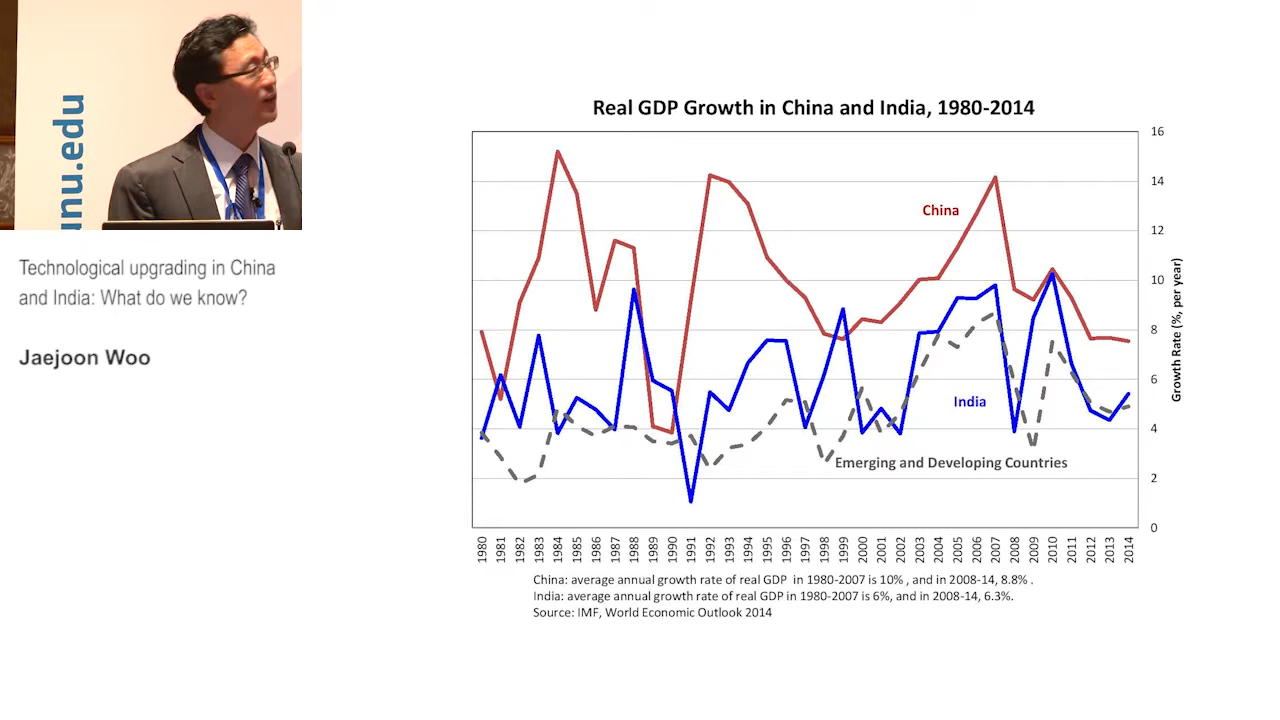 unu.edu
Technological upgrading in China
and India: What do we know?
Jaejoon Woo
Real GDP Growth in China and India, 1980-2014
16
14
12
10
8
6
4
2
0
Growth Rate (%, per year)
China
India
Emerging and Developing Countries
1980 1981 1982 1983 1984 1985 1986 1987 1988 1989 1990 1991 1992 1993 1994 1995 1996 1997 1998 1999 2000 2001 2002 2003 2004 2005 2006 2007 2008 2009 2010 2011 2012 2013 2014
China: average annual growth rate of real GDP in 1980-2007 is 10% , and in 2008-14, 8.8% .
India: average annual growth rate of real GDP in 1980-2007 is 6%, and in 2008-14, 6.3%.
Source: IMF, World Economic Outlook 2014